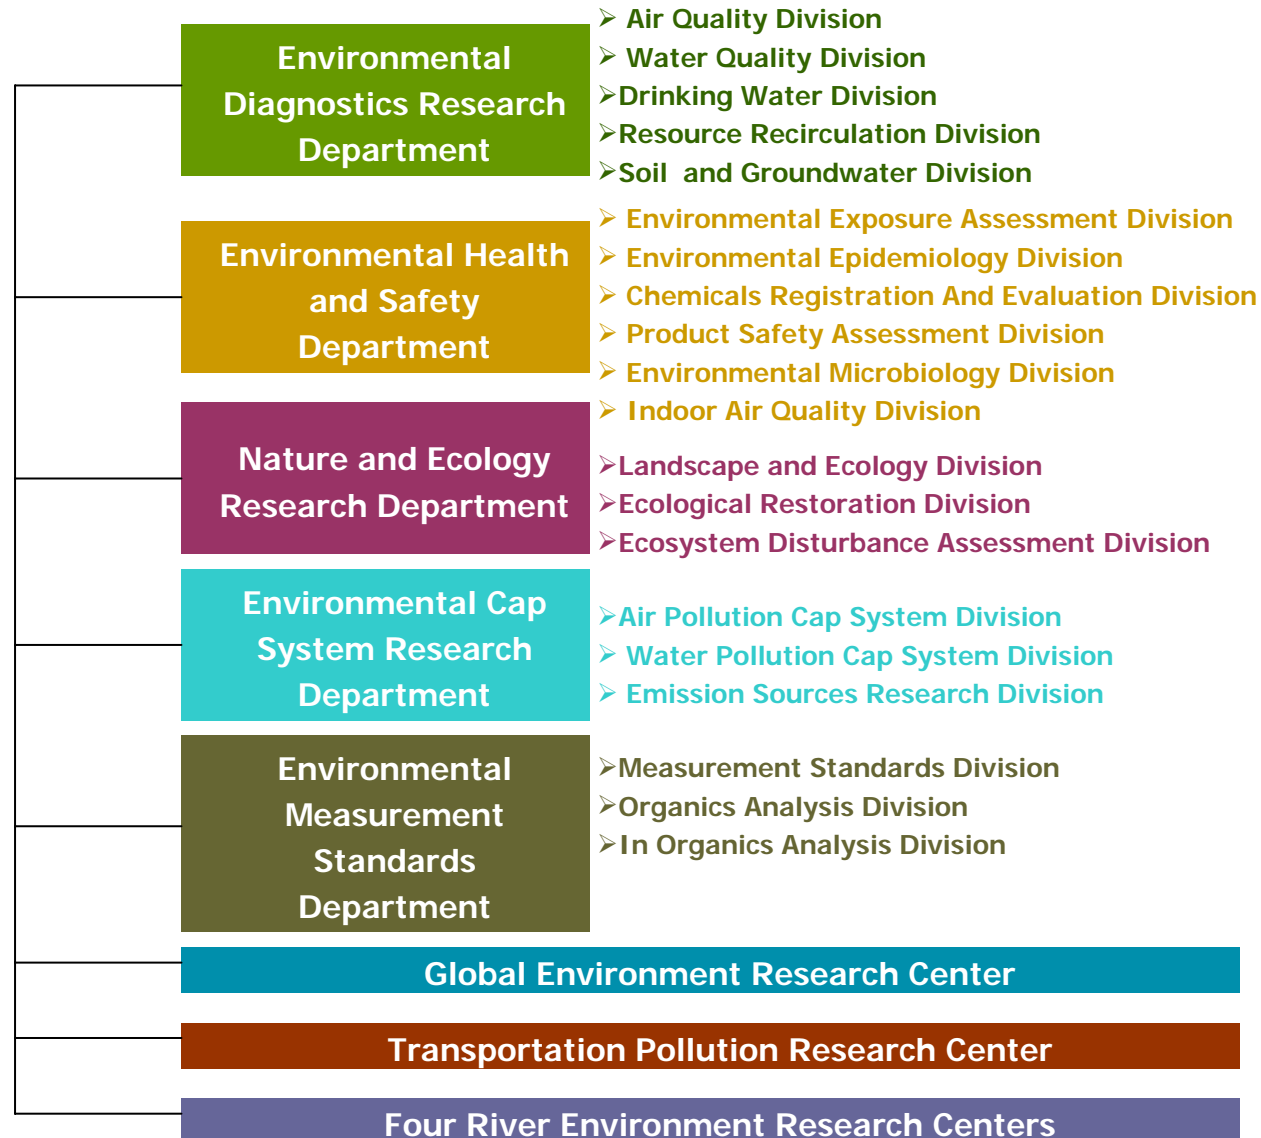 Environmental
Diagnostics Research
Department
➢ Air Quality Division
➢ Water Quality Division
➢Drinking Water Division
➢Resource Recirculation Division
➢Soil  and Groundwater Division
Environmental Health
and Safety
Department
➢ Environmental Exposure Assessment Division
➢ Environmental Epidemiology Division
➢ Chemicals Registration And Evaluation Division
➢ Product Safety Assessment Division
➢ Environmental Microbiology Division
➢ Indoor Air Quality Division
Nature and Ecology
Research Department
➢Landscape and Ecology Division
➢Ecological Restoration Division
➢Ecosystem Disturbance Assessment Division
Environmental Cap
System Research
Department
➢Air Pollution Cap System Division
➢ Water Pollution Cap System Division
➢ Emission Sources Research Division
Environmental
Measurement
Standards
Department
➢Measurement Standards Division
➢Organics Analysis Division
➢In Organics Analysis Division
Global Environment Research Center
Transportation Pollution Research Center
Four River Environment Research Centers